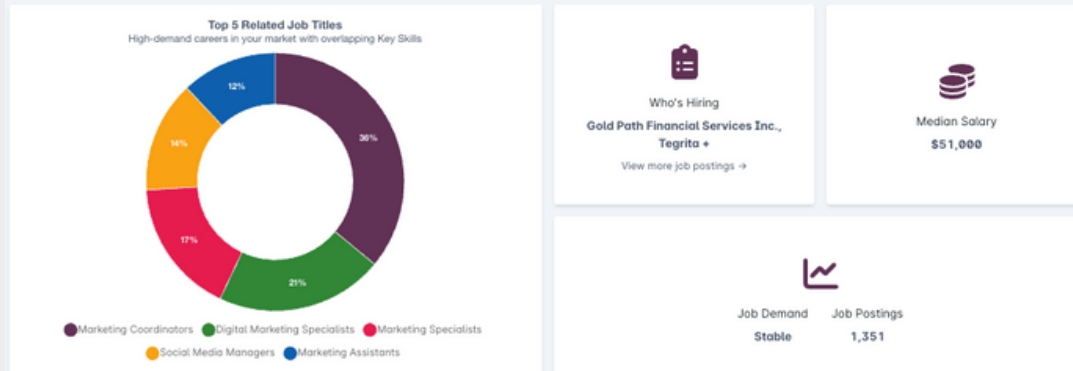 Top 5 Related Job Titles
High-demand careers in your market with overlapping Key Skills
12%
36%
14%
17%
21%
Marketing Coordinators Digital Marketing Specialists Marketing Specialists
Social Media Managers Marketing Assistants
Who's Hiring
Gold Path Financial Services Inc.,
Tegrita +
View more job postings →
Median Salary
$51,000
Job Demand Job Postings
Stable 1,351